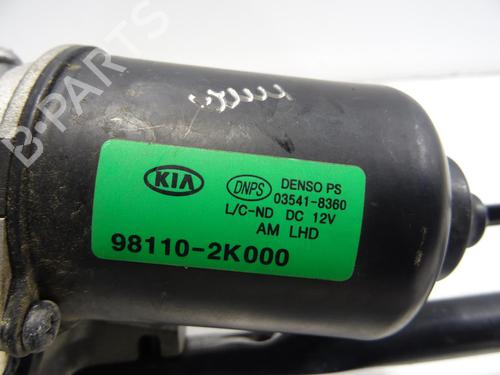 B-PARTS
KIA
DNPS DENSO PS
03541-8360
L/C-ND DC 12V
AM LHD
98110-2K000